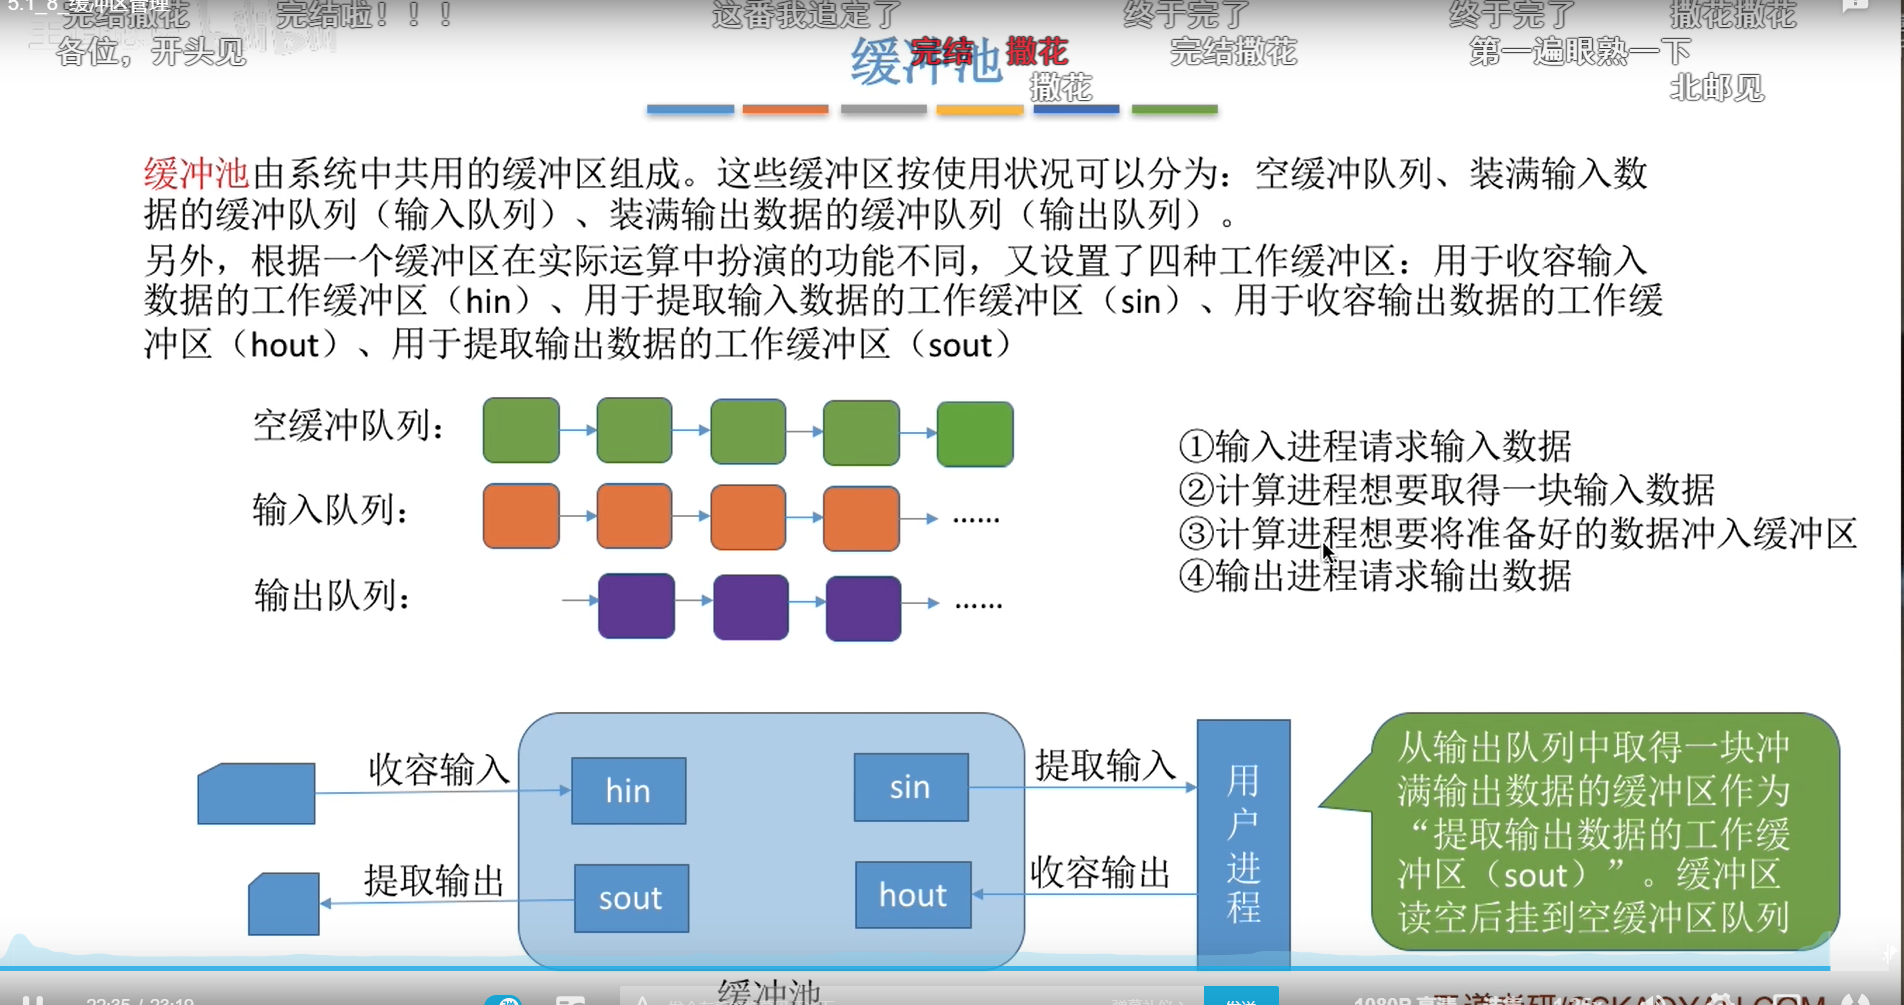 5.1_8_缓冲区管理
完结撒花
完结啦！！！
这番我追定了
终于完了
终于完了
撒花撒花
各位，开头见
完结 撒花
完结撒花
第一遍眼熟一下
缓冲池
撒花
北邮见
缓冲池由系统中共用的缓冲区组成。这些缓冲区按使用状况可以分为：空缓冲队列、装满输入数
据的缓冲队列（输入队列）、装满输出数据的缓冲队列（输出队列）。
另外，根据一个缓冲区在实际运算中扮演的功能不同，又设置了四种工作缓冲区：用于收容输入
数据的工作缓冲区（hin）、用于提取输入数据的工作缓冲区（sin）、用于收容输出数据的工作缓
冲区（hout）、用于提取输出数据的工作缓冲区（sout）
空缓冲队列：
输入队列：
......
输出队列：
......
①输入进程请求输入数据
②计算进程想要取得一块输入数据
③计算进程想要将准备好的数据冲入缓冲区
④输出进程请求输出数据
收容输入
hin
sin
提取输入
提取输出
sout
hout
收容输出
用户进程
从输出队列中取得一块冲
满输出数据的缓冲区作为
“提取输出数据的工作缓
冲区（sout）”。缓冲区
读空后挂到空缓冲区队列
缓冲池
22:35 / 23:19
弹幕礼仪 >
发送
1080P 高清